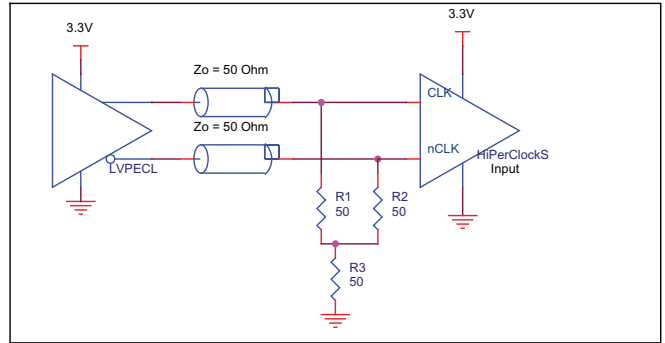 3.3V
3.3V
Zo = 50 Ohm
CLK
Zo = 50 Ohm
nCLK
LVPECL
HiPerClockS
Input
R1
50
R2
50
R3
50